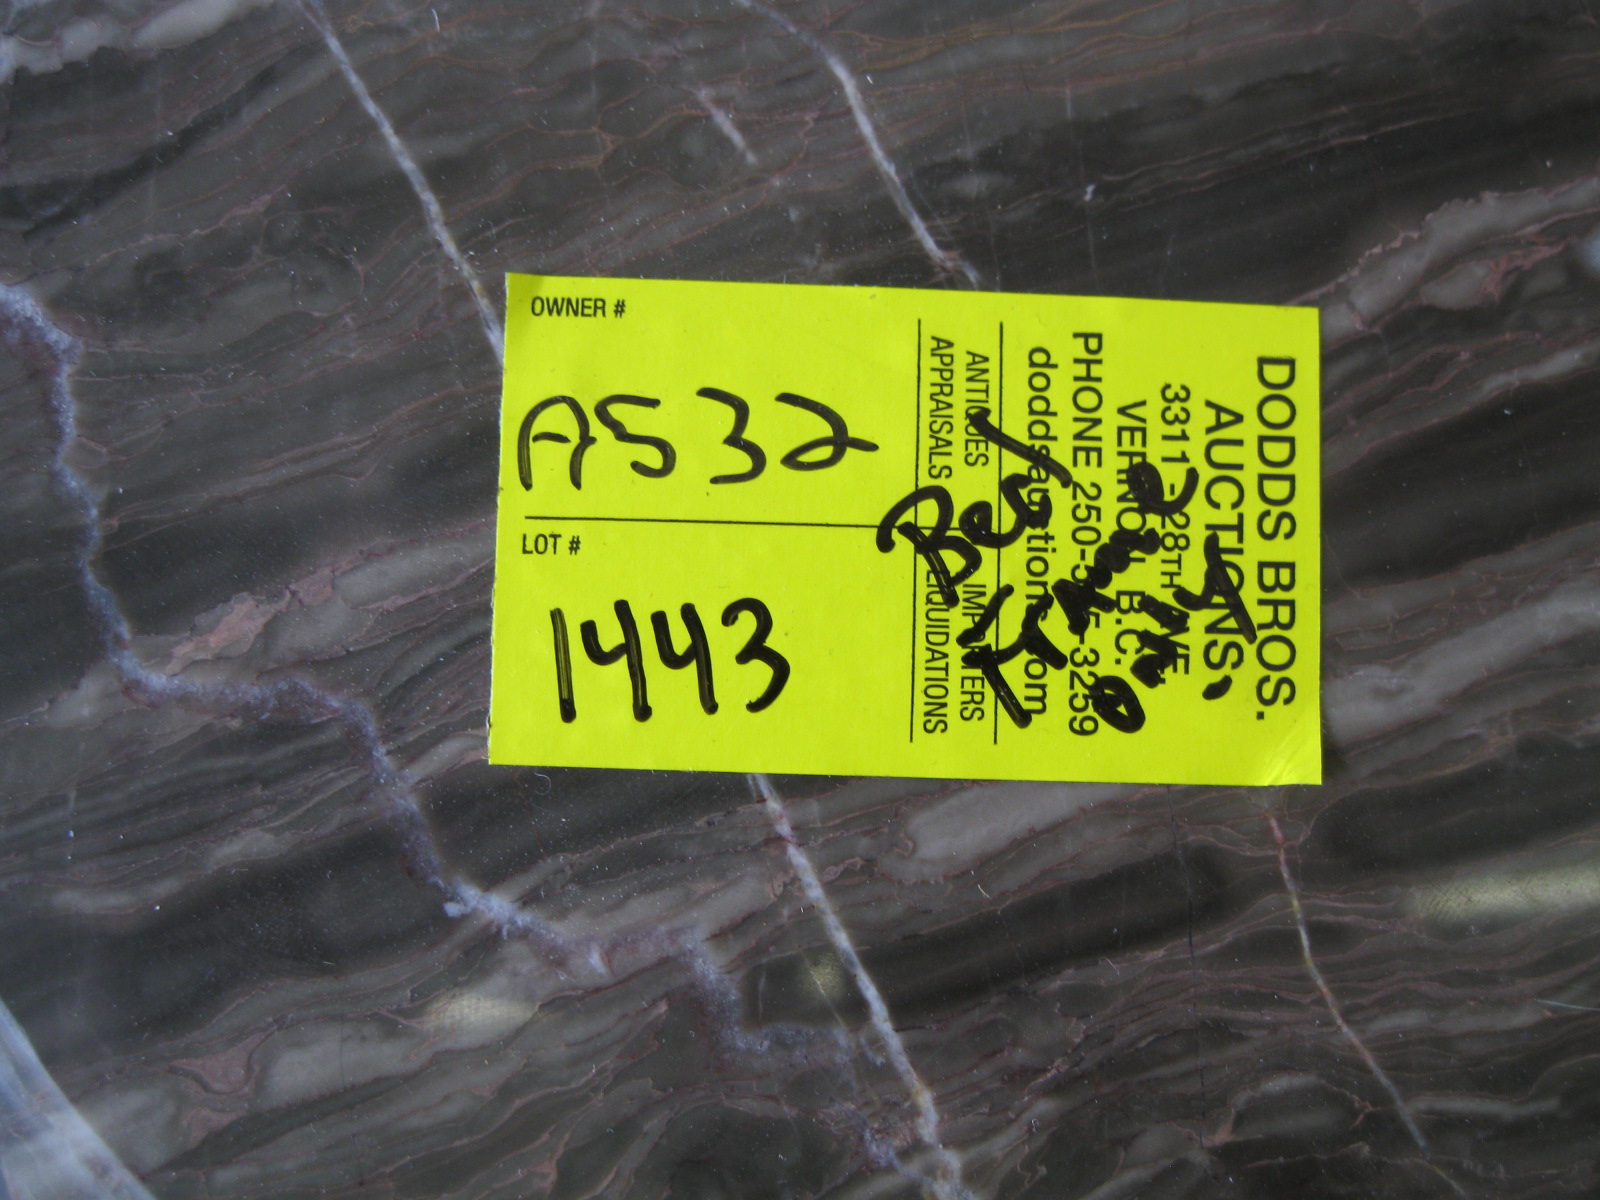 OWNER #
A532
LOT #
1443
DODDS BROS.
AUCTIONS
3311 - 28TH AVE.
VERNON, B.C.
PHONE 250-545-3259
doddsauction.com
ANTIQUES IMPORTERS
APPRAISALS LIQUIDATIONS